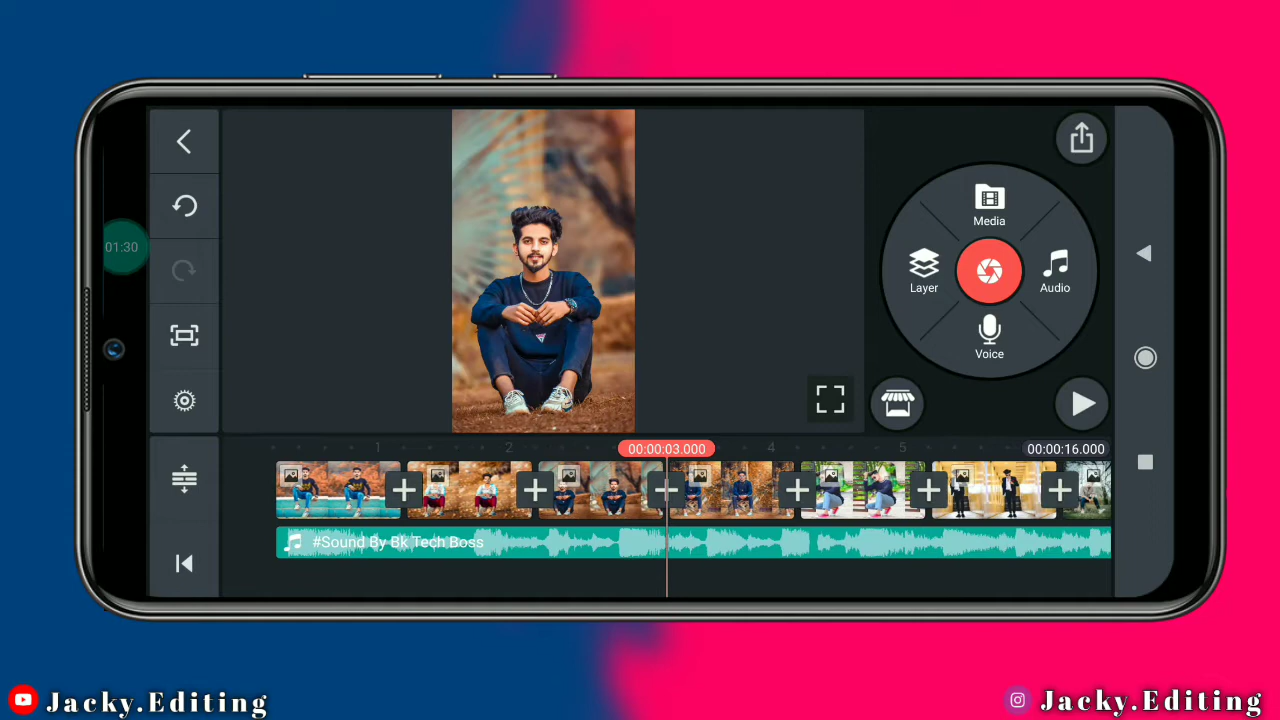 01:30
Media
Layer
Audio
Voice
1
2
00:00:03.000
4
5
00:00:16.000
#Sound By Bk Tech Boss
Jacky.Editing
Jacky.Editing